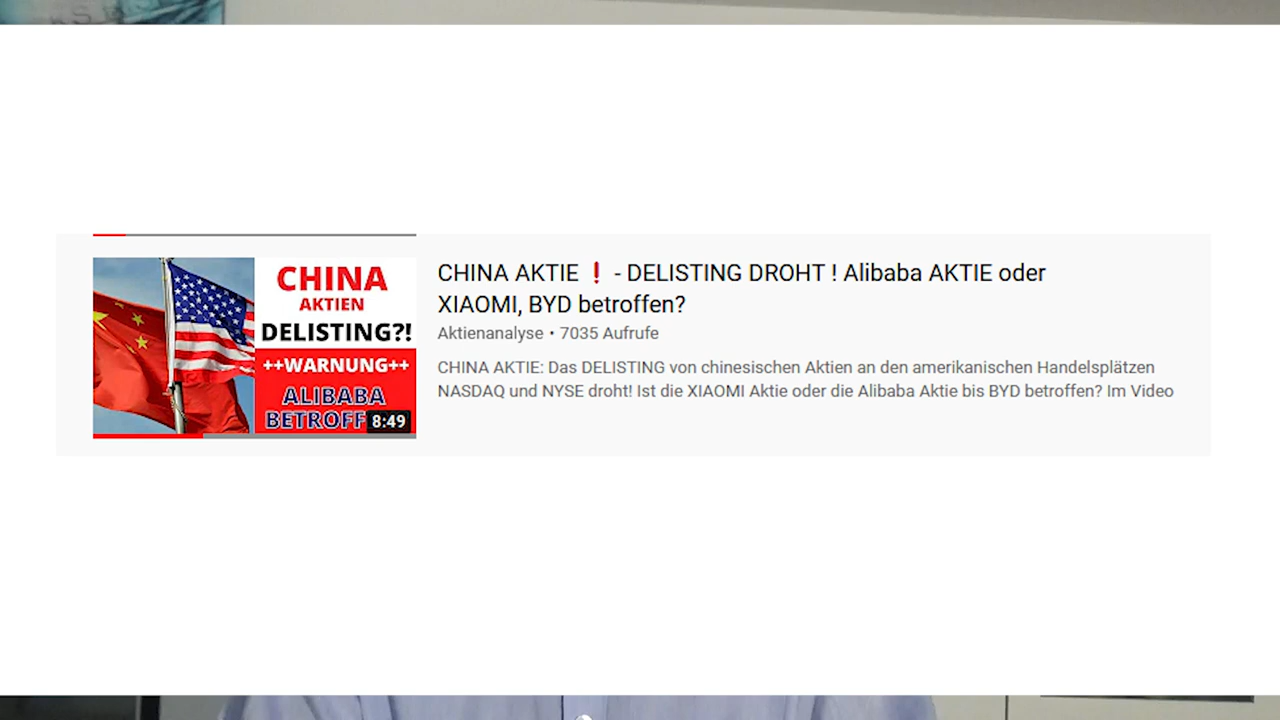 CHINA
AKTIEN
DELISTING?!
++WARNUNG++
ALIBABA
BETROFF
8:49
CHINA AKTIE ❗ - DELISTING DROHT ! Alibaba AKTIE oder
XIAOMI, BYD betroffen?
Aktienanalyse • 7035 Aufrufe
CHINA AKTIE: Das DELISTING von chinesischen Aktien an den amerikanischen Handelsplätzen
NASDAQ und NYSE droht! Ist die XIAOMI Aktie oder die Alibaba Aktie bis BYD betroffen? Im Video